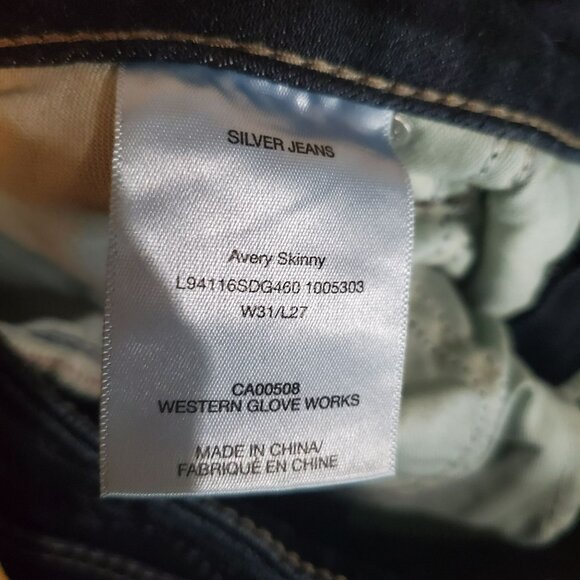 SILVER JEANS
Avery Skinny
L94116SDG460 1005303
W31/L27
CA00508
WESTERN GLOVE WORKS
MADE IN CHINA/
FABRIQUÉ EN CHINE